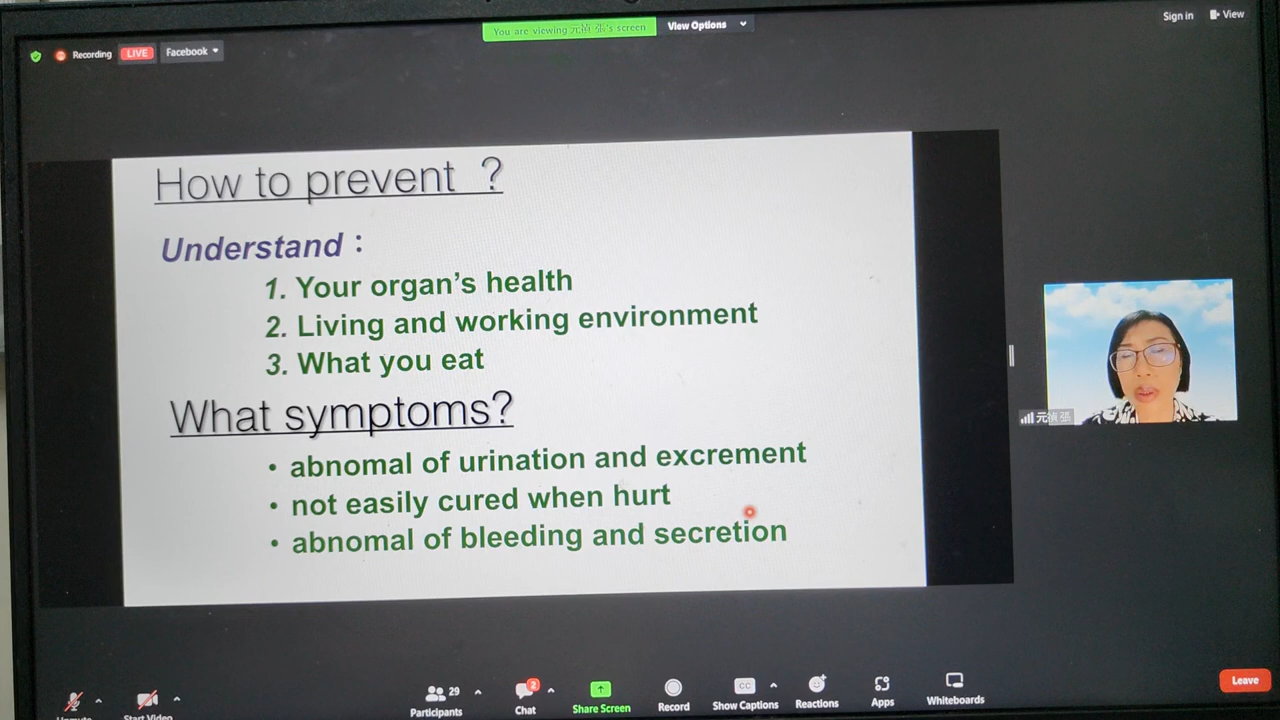 You are viewing 元楨 張's screen
View Options
Sign in
View
Recording
LIVE
Facebook
How to prevent ?
Understand：
1. Your organ’s health
2. Living and working environment
3. What you eat
What symptoms?
• abnomal of urination and excrement
• not easily cured when hurt
• abnomal of bleeding and secretion
元楨 張
Unmute
Start Video
29
Participants
2
Chat
Share Screen
Record
CC
Show Captions
Reactions
Apps
Whiteboards
Leave